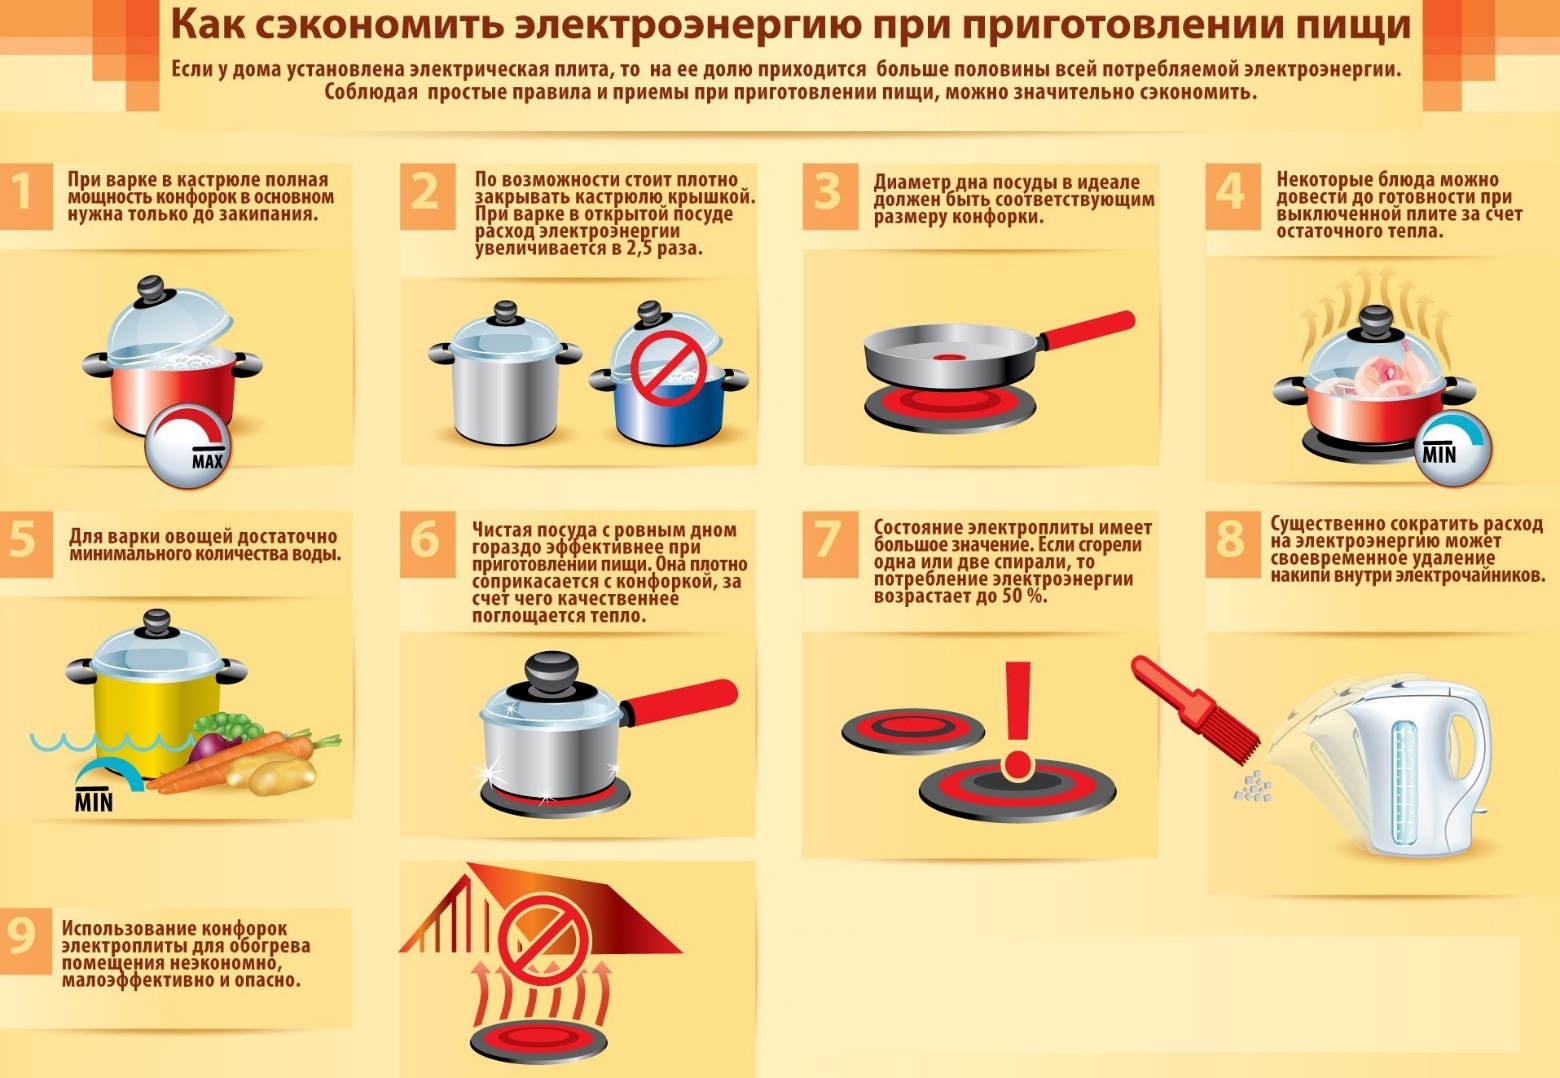 Как сэкономить электроэнергию при приготовлении пищи
Если у дома установлена электрическая плита, то на ее долю приходится больше половины всей потребляемой электроэнергии.
Соблюдая простые правила и приемы при приготовлении пищи, можно значительно сэкономить.
1
При варке в кастрюле полная
мощность конфорок в основном
нужна только до закипания.
MAX
2
По возможности стоит плотно
закрывать кастрюлю крышкой.
При варке в открытой посуде
расход электроэнергии
увеличивается в 2,5 раза.
3
Диаметр дна посуды в идеале
должен быть соответствующим
размеру конфорки.
4
Некоторые блюда можно
довести до готовности при
выключенной плите за счет
остаточного тепла.
MIN
5
Для варки овощей достаточно
минимального количества воды.
MIN
6
Чистая посуда с ровным дном
гораздо эффективнее при
приготовлении пищи. Она плотно
соприкасается с конфоркой, за
счет чего качественнее
поглощается тепло.
7
Состояние электроплиты имеет
большое значение. Если сгорели
одна или две спирали, то
потребление электроэнергии
возрастает до 50 %.
8
Существенно сократить расход
на электроэнергию может
своевременное удаление
накипи внутри электрочайников.
9
Использование конфорок
электроплиты для обогрева
помещения неэкономно,
малоэффективно и опасно.